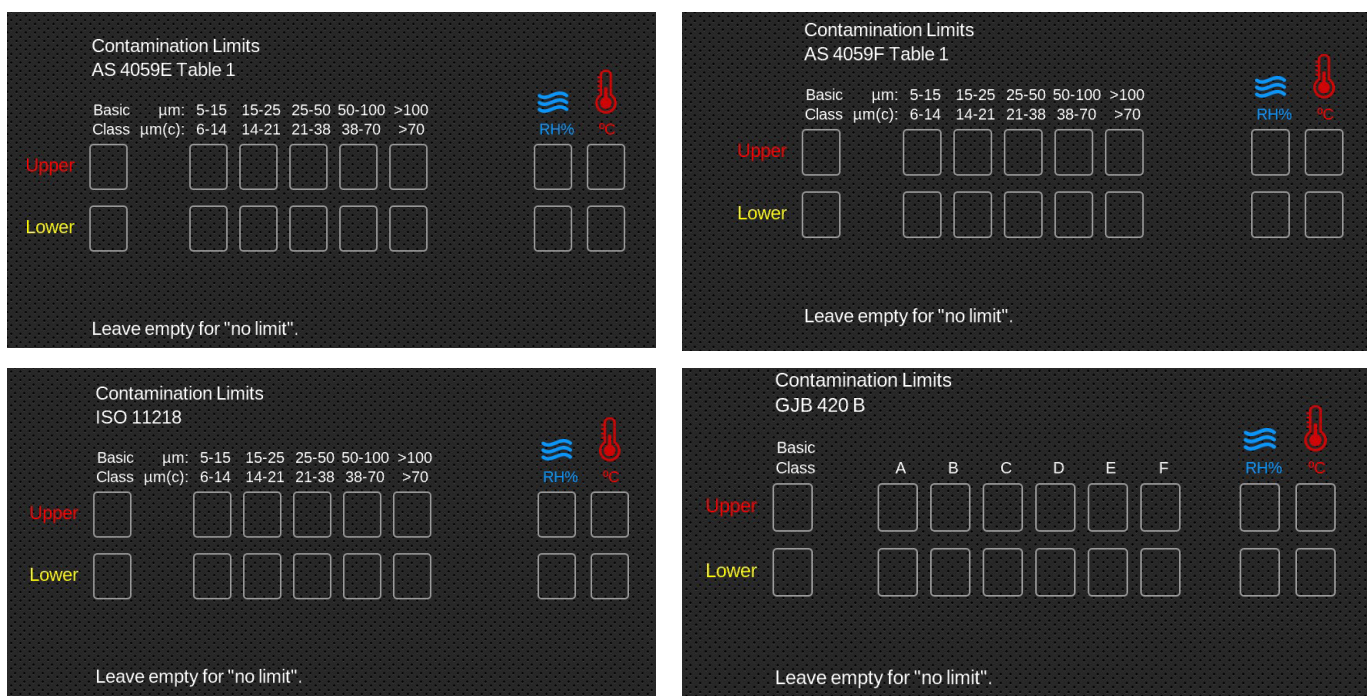 Contamination Limits
AS 4059E Table 1
Basic µm: 5-15 15-25 25-50 50-100 >100
Class µm(c): 6-14 14-21 21-38 38-70 >70
RH% ºC
Upper
Lower
Leave empty for "no limit".
Contamination Limits
AS 4059F Table 1
Basic µm: 5-15 15-25 25-50 50-100 >100
Class µm(c): 6-14 14-21 21-38 38-70 >70
RH% ºC
Upper
Lower
Leave empty for "no limit".
Contamination Limits
ISO 11218
Basic µm: 5-15 15-25 25-50 50-100 >100
Class µm(c): 6-14 14-21 21-38 38-70 >70
RH% ºC
Upper
Lower
Leave empty for "no limit".
Contamination Limits
GJB 420 B
Basic
Class A B C D E F RH% ºC
Upper
Lower
Leave empty for "no limit".